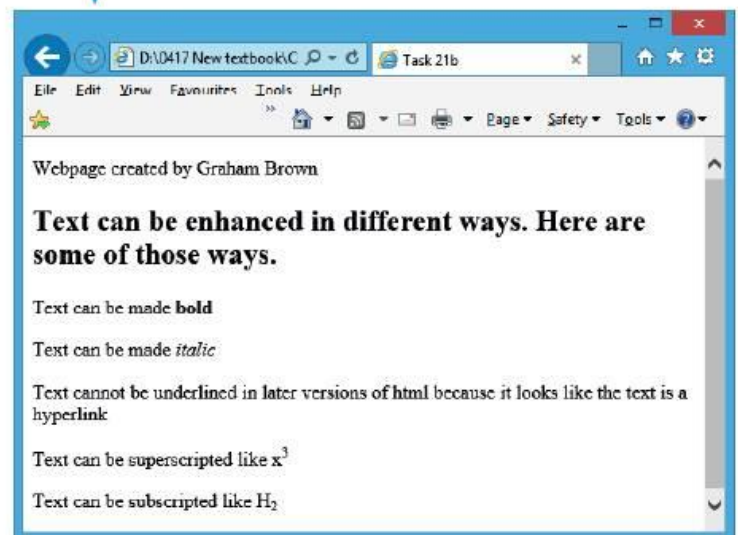 D:\0417 New textbook\C
Task 21b
File Edit View Favourites Tools Help
Page Safety Tools
Webpage created by Graham Brown
Text can be enhanced in different ways. Here are
some of those ways.
Text can be made bold
Text can be made italic
Text cannot be underlined in later versions of html because it looks like the text is a
hyperlink
Text can be superscripted like x³
Text can be subscripted like H₂